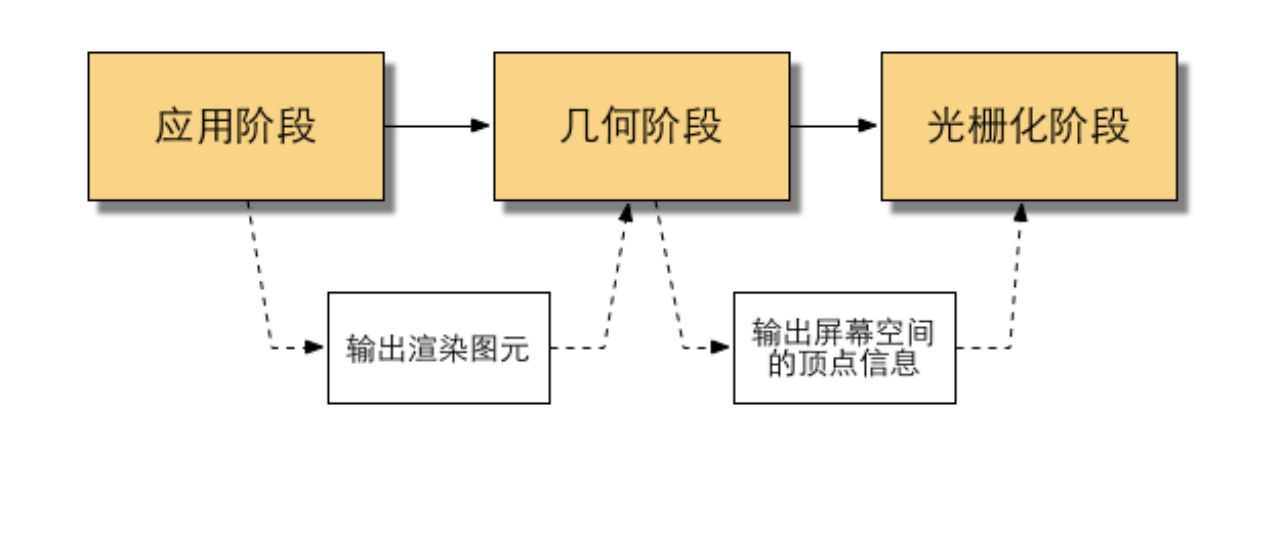 应用阶段
几何阶段
光栅化阶段
输出渲染图元
输出屏幕空间
的顶点信息